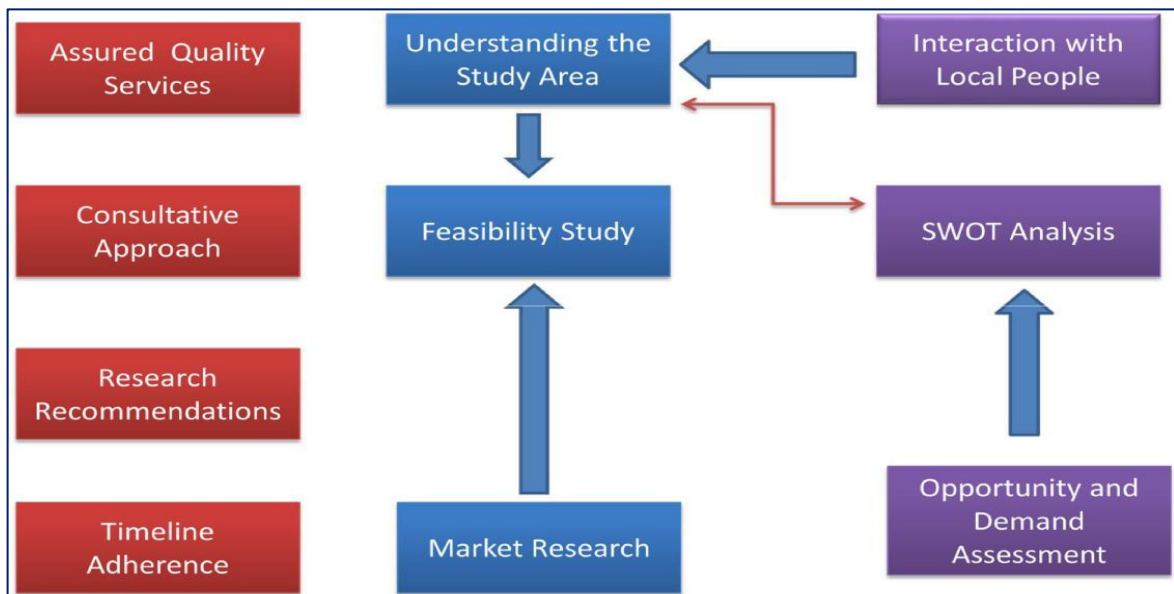 Assured Quality
Services
Understanding the
Study Area
Interaction with
Local People
Consultative
Approach
Feasibility Study
SWOT Analysis
Research
Recommendations
Timeline
Adherence
Market Research
Opportunity and
Demand
Assessment